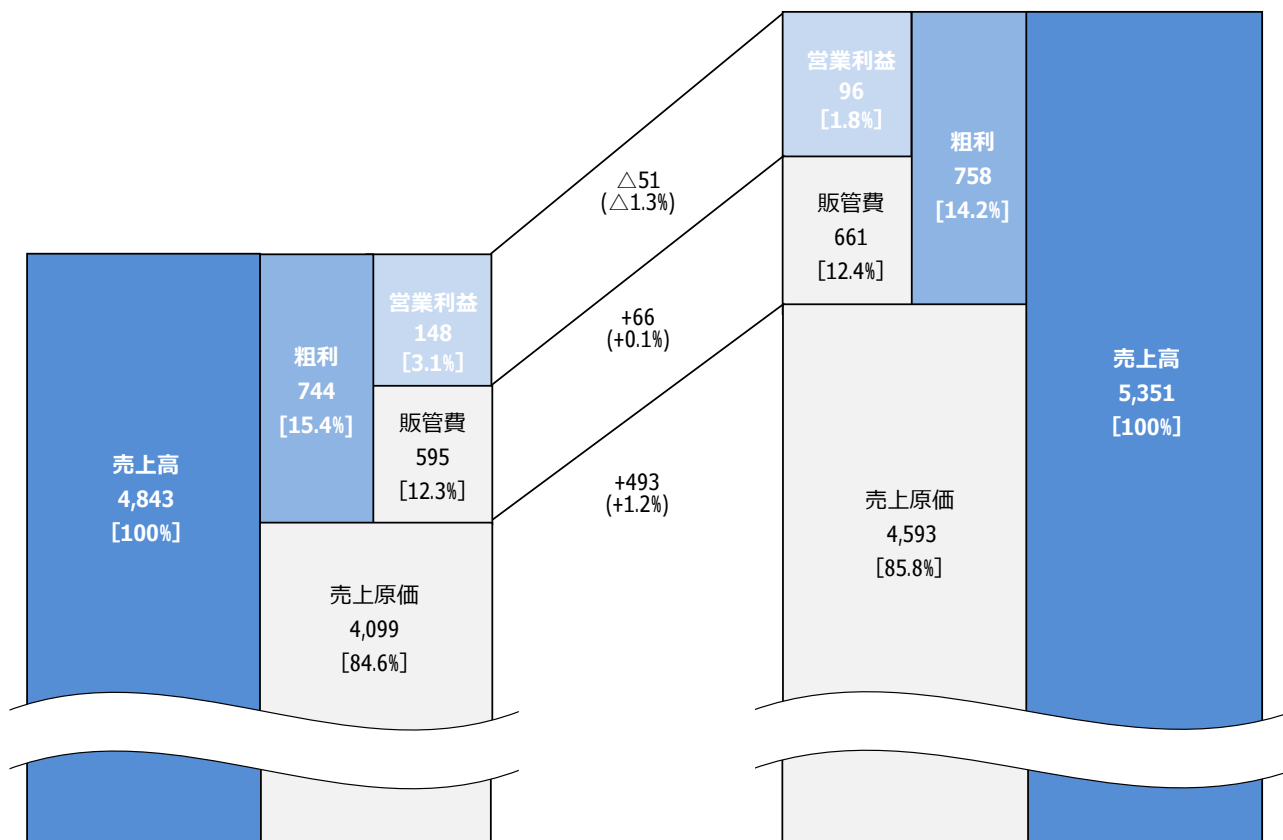 売上高
4,843
[100%]
粗利
744
[15.4%]
営業利益
148
[3.1%]
販管費
595
[12.3%]
売上原価
4,099
[84.6%]
△51
(△1.3%)
+66
(+0.1%)
+493
(+1.2%)
営業利益
96
[1.8%]
販管費
661
[12.4%]
粗利
758
[14.2%]
売上原価
4,593
[85.8%]
売上高
5,351
[100%]